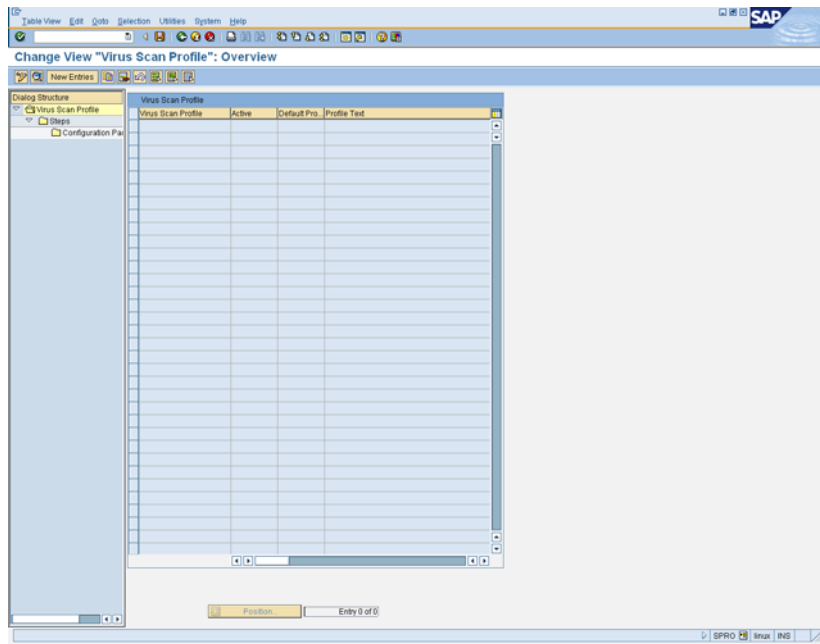 Table View Edit Goto Selection Utilities System Help
SAP
Change View "Virus Scan Profile": Overview
New Entries
Dialog Structure
Virus Scan Profile
Steps
Configuration Par
Virus Scan Profile
Virus Scan Profile Active Default Pro.. Profile Text
Position... Entry 0 of 0
SPRO linux INS